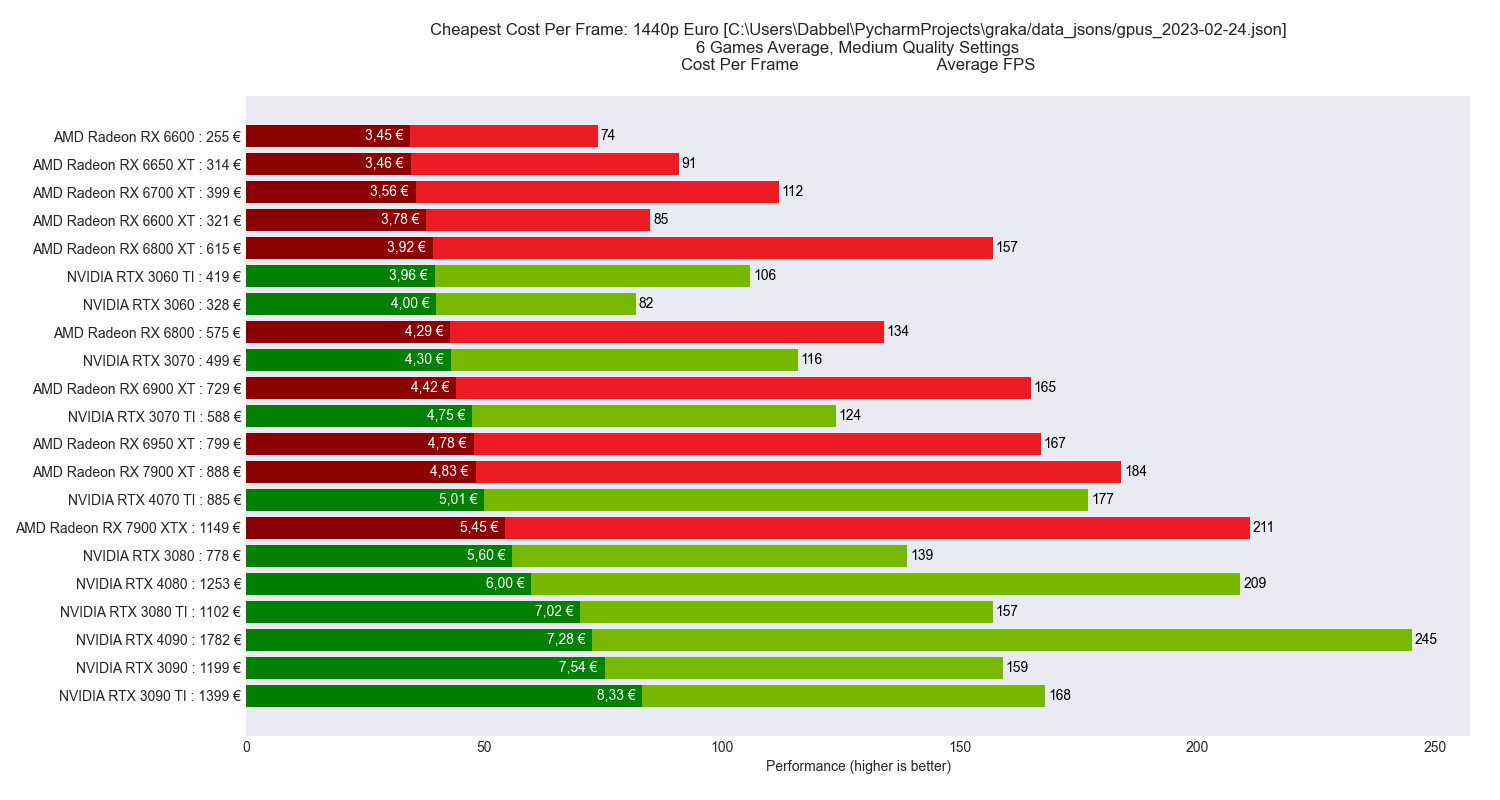 Cheapest Cost Per Frame: 1440p Euro [C:\Users\Dabbel\PycharmProjects\graka/data_jsons/gpus_2023-02-24.json]
6 Games Average, Medium Quality Settings
Cost Per Frame Average FPS
AMD Radeon RX 6600 : 255 € 3,45 € 74
AMD Radeon RX 6650 XT : 314 € 3,46 € 91
AMD Radeon RX 6700 XT : 399 € 3,56 € 112
AMD Radeon RX 6600 XT : 321 € 3,78 € 85
AMD Radeon RX 6800 XT : 615 € 3,92 € 157
NVIDIA RTX 3060 TI : 419 € 3,96 € 106
NVIDIA RTX 3060 : 328 € 4,00 € 82
AMD Radeon RX 6800 : 575 € 4,29 € 134
NVIDIA RTX 3070 : 499 € 4,30 € 116
AMD Radeon RX 6900 XT : 729 € 4,42 € 165
NVIDIA RTX 3070 TI : 588 € 4,75 € 124
AMD Radeon RX 6950 XT : 799 € 4,78 € 167
AMD Radeon RX 7900 XT : 888 € 4,83 € 184
NVIDIA RTX 4070 TI : 885 € 5,01 € 177
AMD Radeon RX 7900 XTX : 1149 € 5,45 € 211
NVIDIA RTX 3080 : 778 € 5,60 € 139
NVIDIA RTX 4080 : 1253 € 6,00 € 209
NVIDIA RTX 3080 TI : 1102 € 7,02 € 157
NVIDIA RTX 4090 : 1782 € 7,28 € 245
NVIDIA RTX 3090 : 1199 € 7,54 € 159
NVIDIA RTX 3090 TI : 1399 € 8,33 € 168
0 50 100 150 200 250
Performance (higher is better)